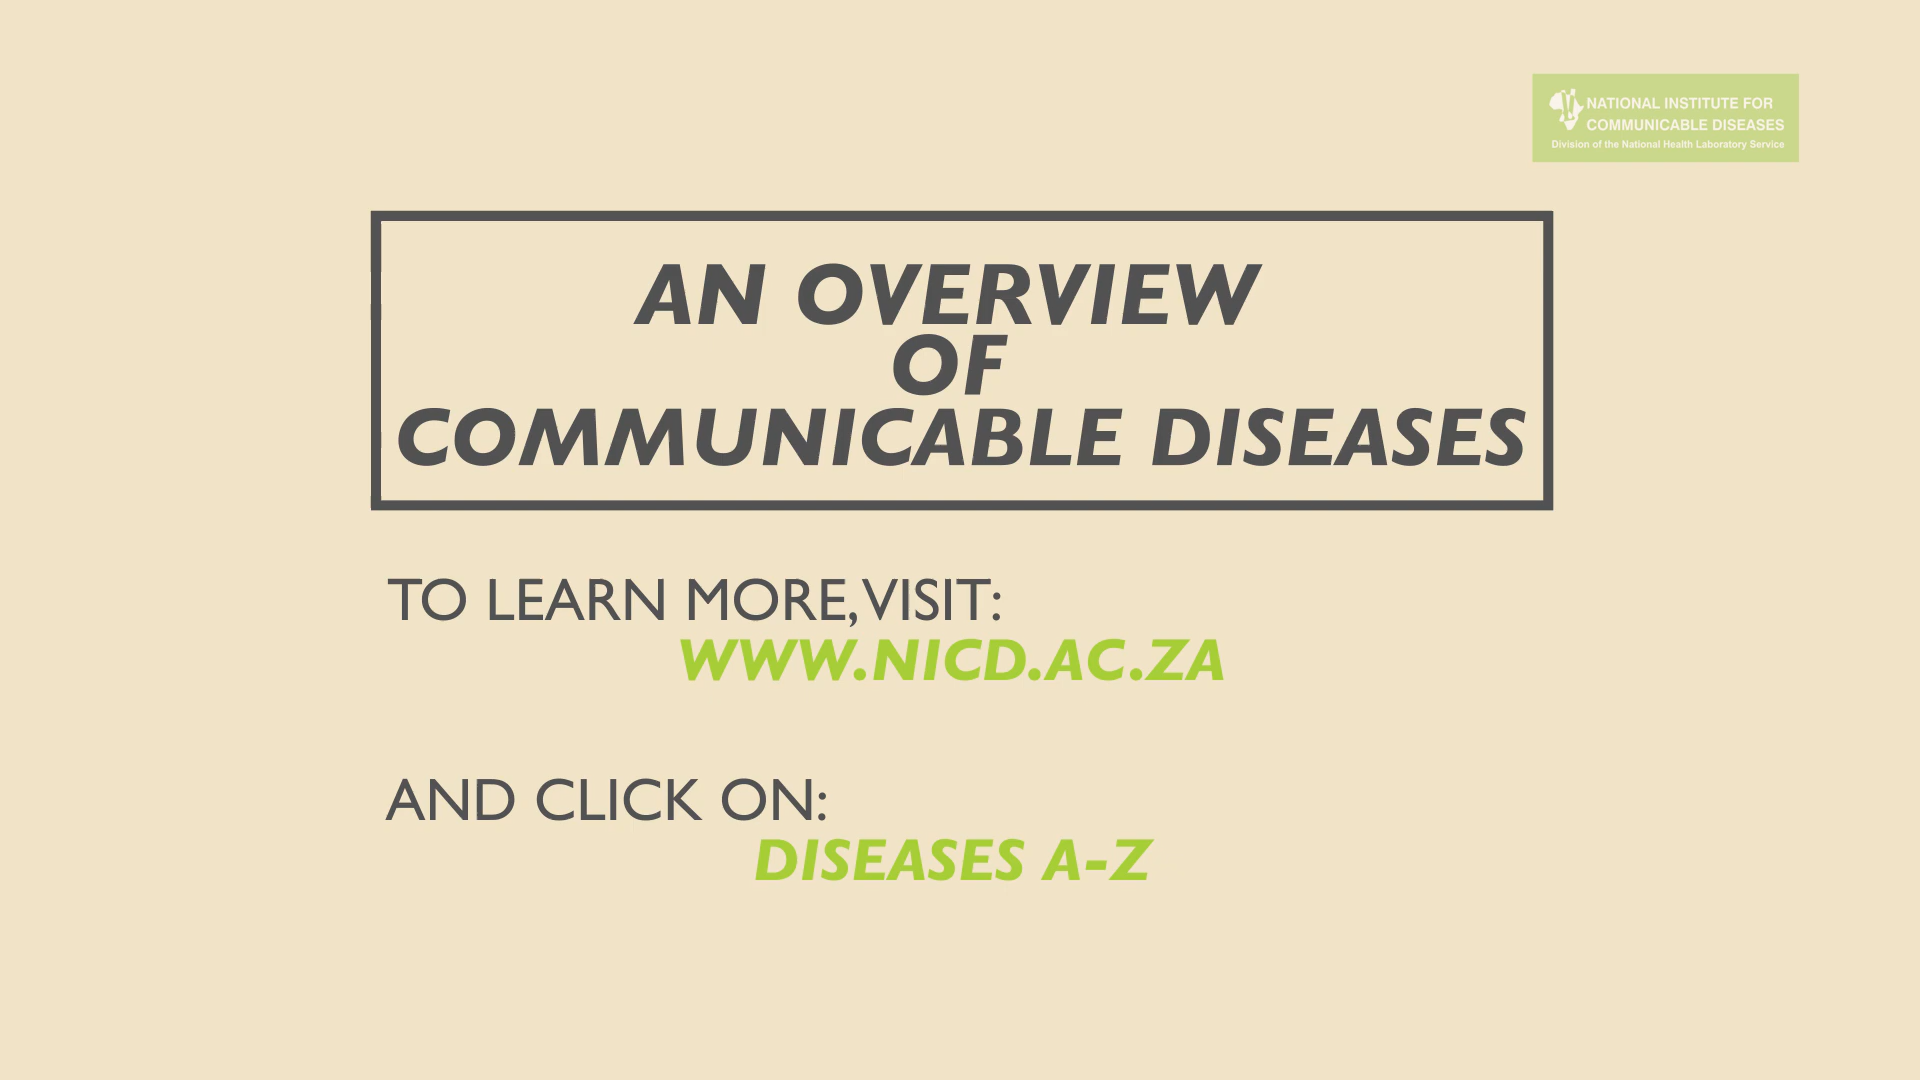 NATIONAL INSTITUTE FOR
COMMUNICABLE DISEASES
Division of the National Health Laboratory Service
AN OVERVIEW
OF
COMMUNICABLE DISEASES
TO LEARN MORE, VISIT:
WWW.NICD.AC.ZA
AND CLICK ON:
DISEASES A-Z